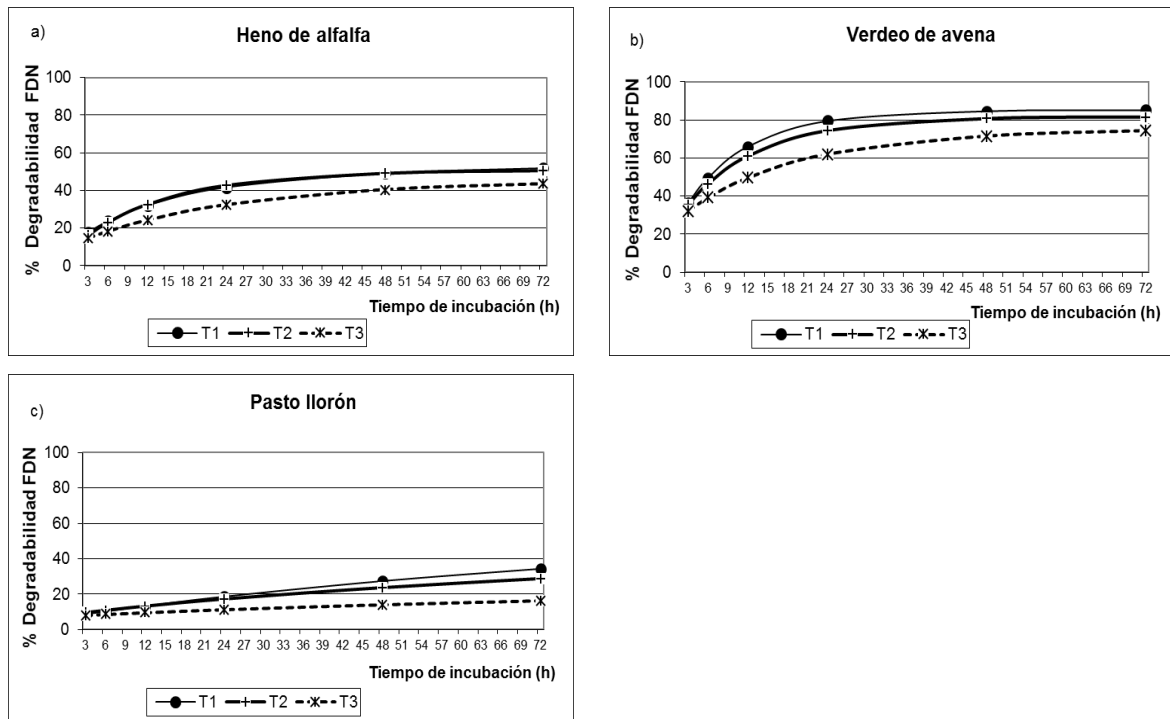 a)
Heno de alfalfa
% Degradabilidad FDN
100
80
60
40
20
0
3 6 9 12 15 18 21 24 27 30 33 36 39 42 45 48 51 54 57 60 63 66 69 72
Tiempo de incubación (h)
T1 T2 T3
b)
Verdeo de avena
% Degradabilidad FDN
100
80
60
40
20
0
3 6 9 12 15 18 21 24 27 30 33 36 39 42 45 48 51 54 57 60 63 66 69 72
Tiempo de incubación (h)
T1 T2 T3
c)
Pasto llorón
% Degradabilidad FDN
100
80
60
40
20
0
3 6 9 12 15 18 21 24 27 30 33 36 39 42 45 48 51 54 57 60 63 66 69 72
Tiempo de incubación (h)
T1 T2 T3